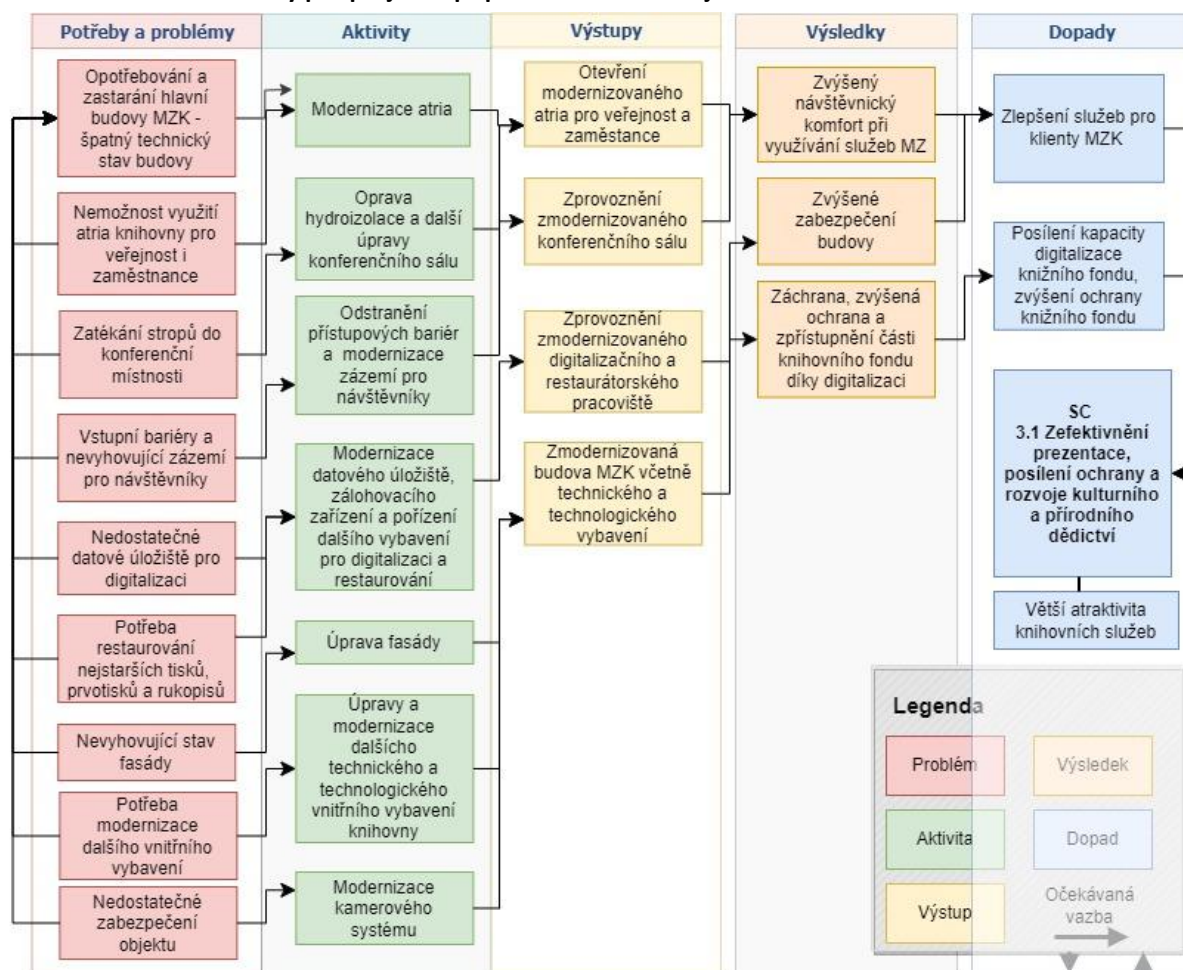 Potřeby a problémy
Opotřebování a
zastarání hlavní
budovy MZK -
špatný technický
stav budovy
Nemožnost využití
atria knihovny pro
veřejnost i
zaměstnance
Zatékání stropů do
konferenční
místnosti
Vstupní bariéry a
nevyhovující zázemí
pro návštěvníky
Nedostatečné
datové úložiště pro
digitalizaci
Potřeba
restaurování
nejstarších tisků,
prvotisků a rukopisů
Nevyhovující stav
fasády
Potřeba
modernizace
dalšího vnitřního
vybavení
Nedostatečné
zabezpečení
objektu
Aktivity
Modernizace atria
Oprava
hydroizolace a další
úpravy
konferenčního sálu
Odstranění
přístupových bariér
a modernizace
zázemí pro
návštěvníky
Modernizace
datového úložiště,
zálohovacího
zařízení a pořízení
dalšího vybavení
pro digitalizaci a
restaurování
Úprava fasády
Úpravy a
modernizace
dalšícho
technického a
technologického
vnitřního vybavení
knihovny
Modernizace
kamerového
systému
Výstupy
Otevření
modernizovaného
atria pro veřejnost a
zaměstance
Zprovoznění
zmodernizovaného
konferenčního sálu
Zprovoznění
zmodernizovaného
digitalizačního a
restaurátorského
pracoviště
Zmodernizovaná
budova MZK včetně
technického a
technologického
vybavení
Výsledky
Zvýšený
návštěvnický
komfort při
využívání služeb MZ
Zvýšené
zabezpečení
budovy
Záchrana, zvýšená
ochrana a
zpřístupnění části
knihovního fondu
díky digitalizaci
Dopady
Zlepšení služeb pro
klienty MZK
Posílení kapacity
digitalizace
knižního fondu,
zvýšení ochrany
knižního fondu
SC
3.1 Zefektivnění
prezentace,
posílení ochrany a
rozvoje kulturního
a přírodního
dědictví
Větší atraktivita
knihovních služeb
Legenda
Problém
Výsledek
Aktivita
Dopad
Výstup
Očekávaná
vazba